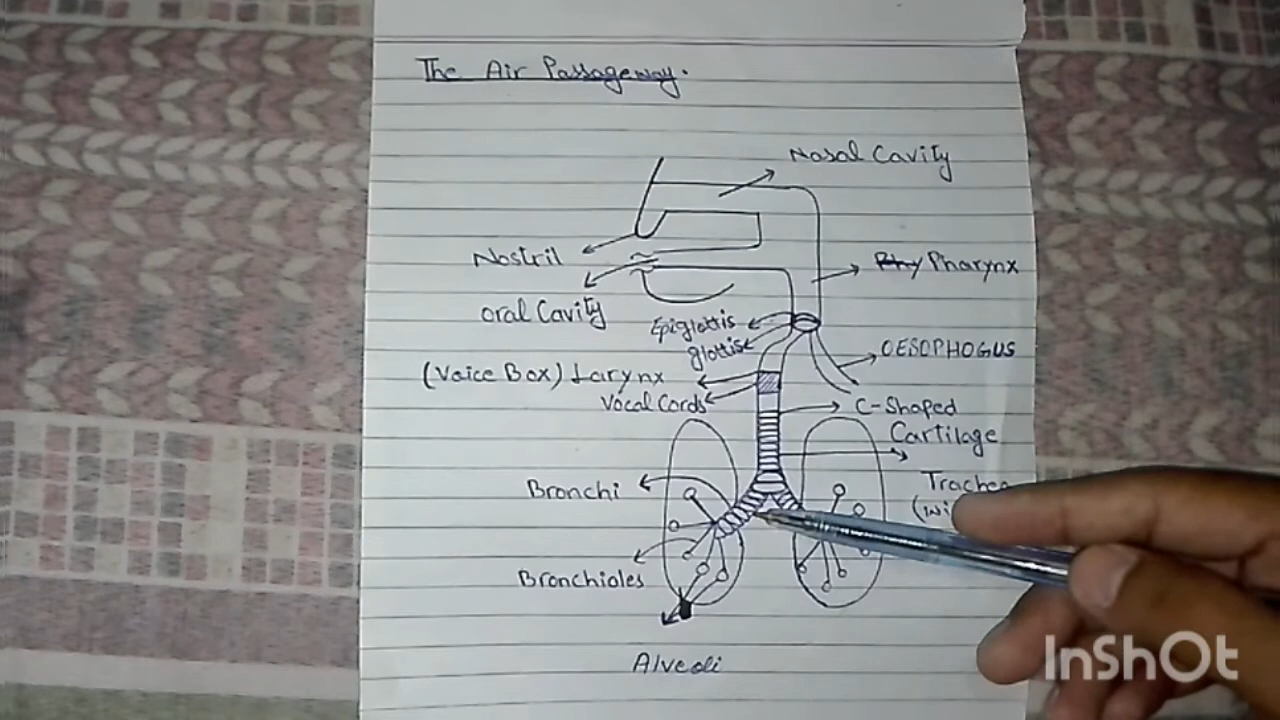 The Air Passageway.
Nasal Cavity
Nostril
Pharynx
oral Cavity
Epiglottis
glottis
OESOPHOGUS
(Voice Box) Larynx
Vocal Cords
C-Shaped
Cartilage
Bronchi
Trachea
Bronchioles
Alveoli
InShOt